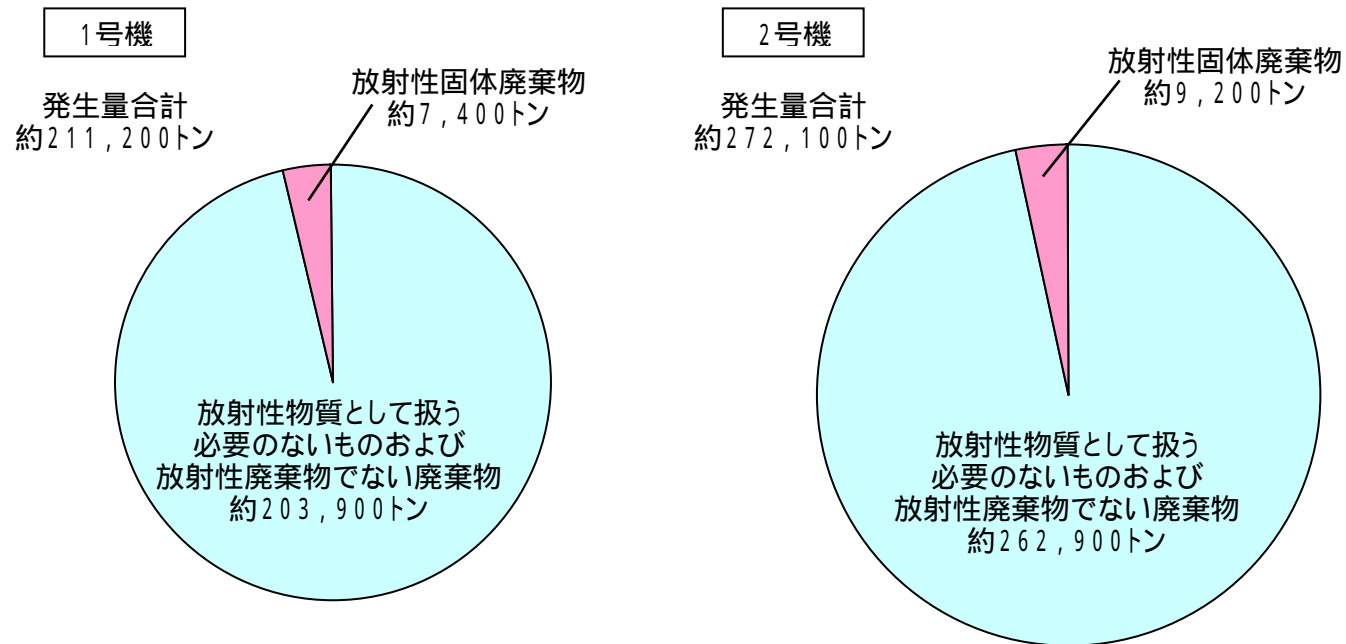 1号機
発生量合計
約211,200トン
放射性固体廃棄物
約7,400トン
放射性物質として扱う
必要のないものおよび
放射性廃棄物でない廃棄物
約203,900トン
2号機
発生量合計
約272,100トン
放射性固体廃棄物
約9,200トン
放射性物質として扱う
必要のないものおよび
放射性廃棄物でない廃棄物
約262,900トン